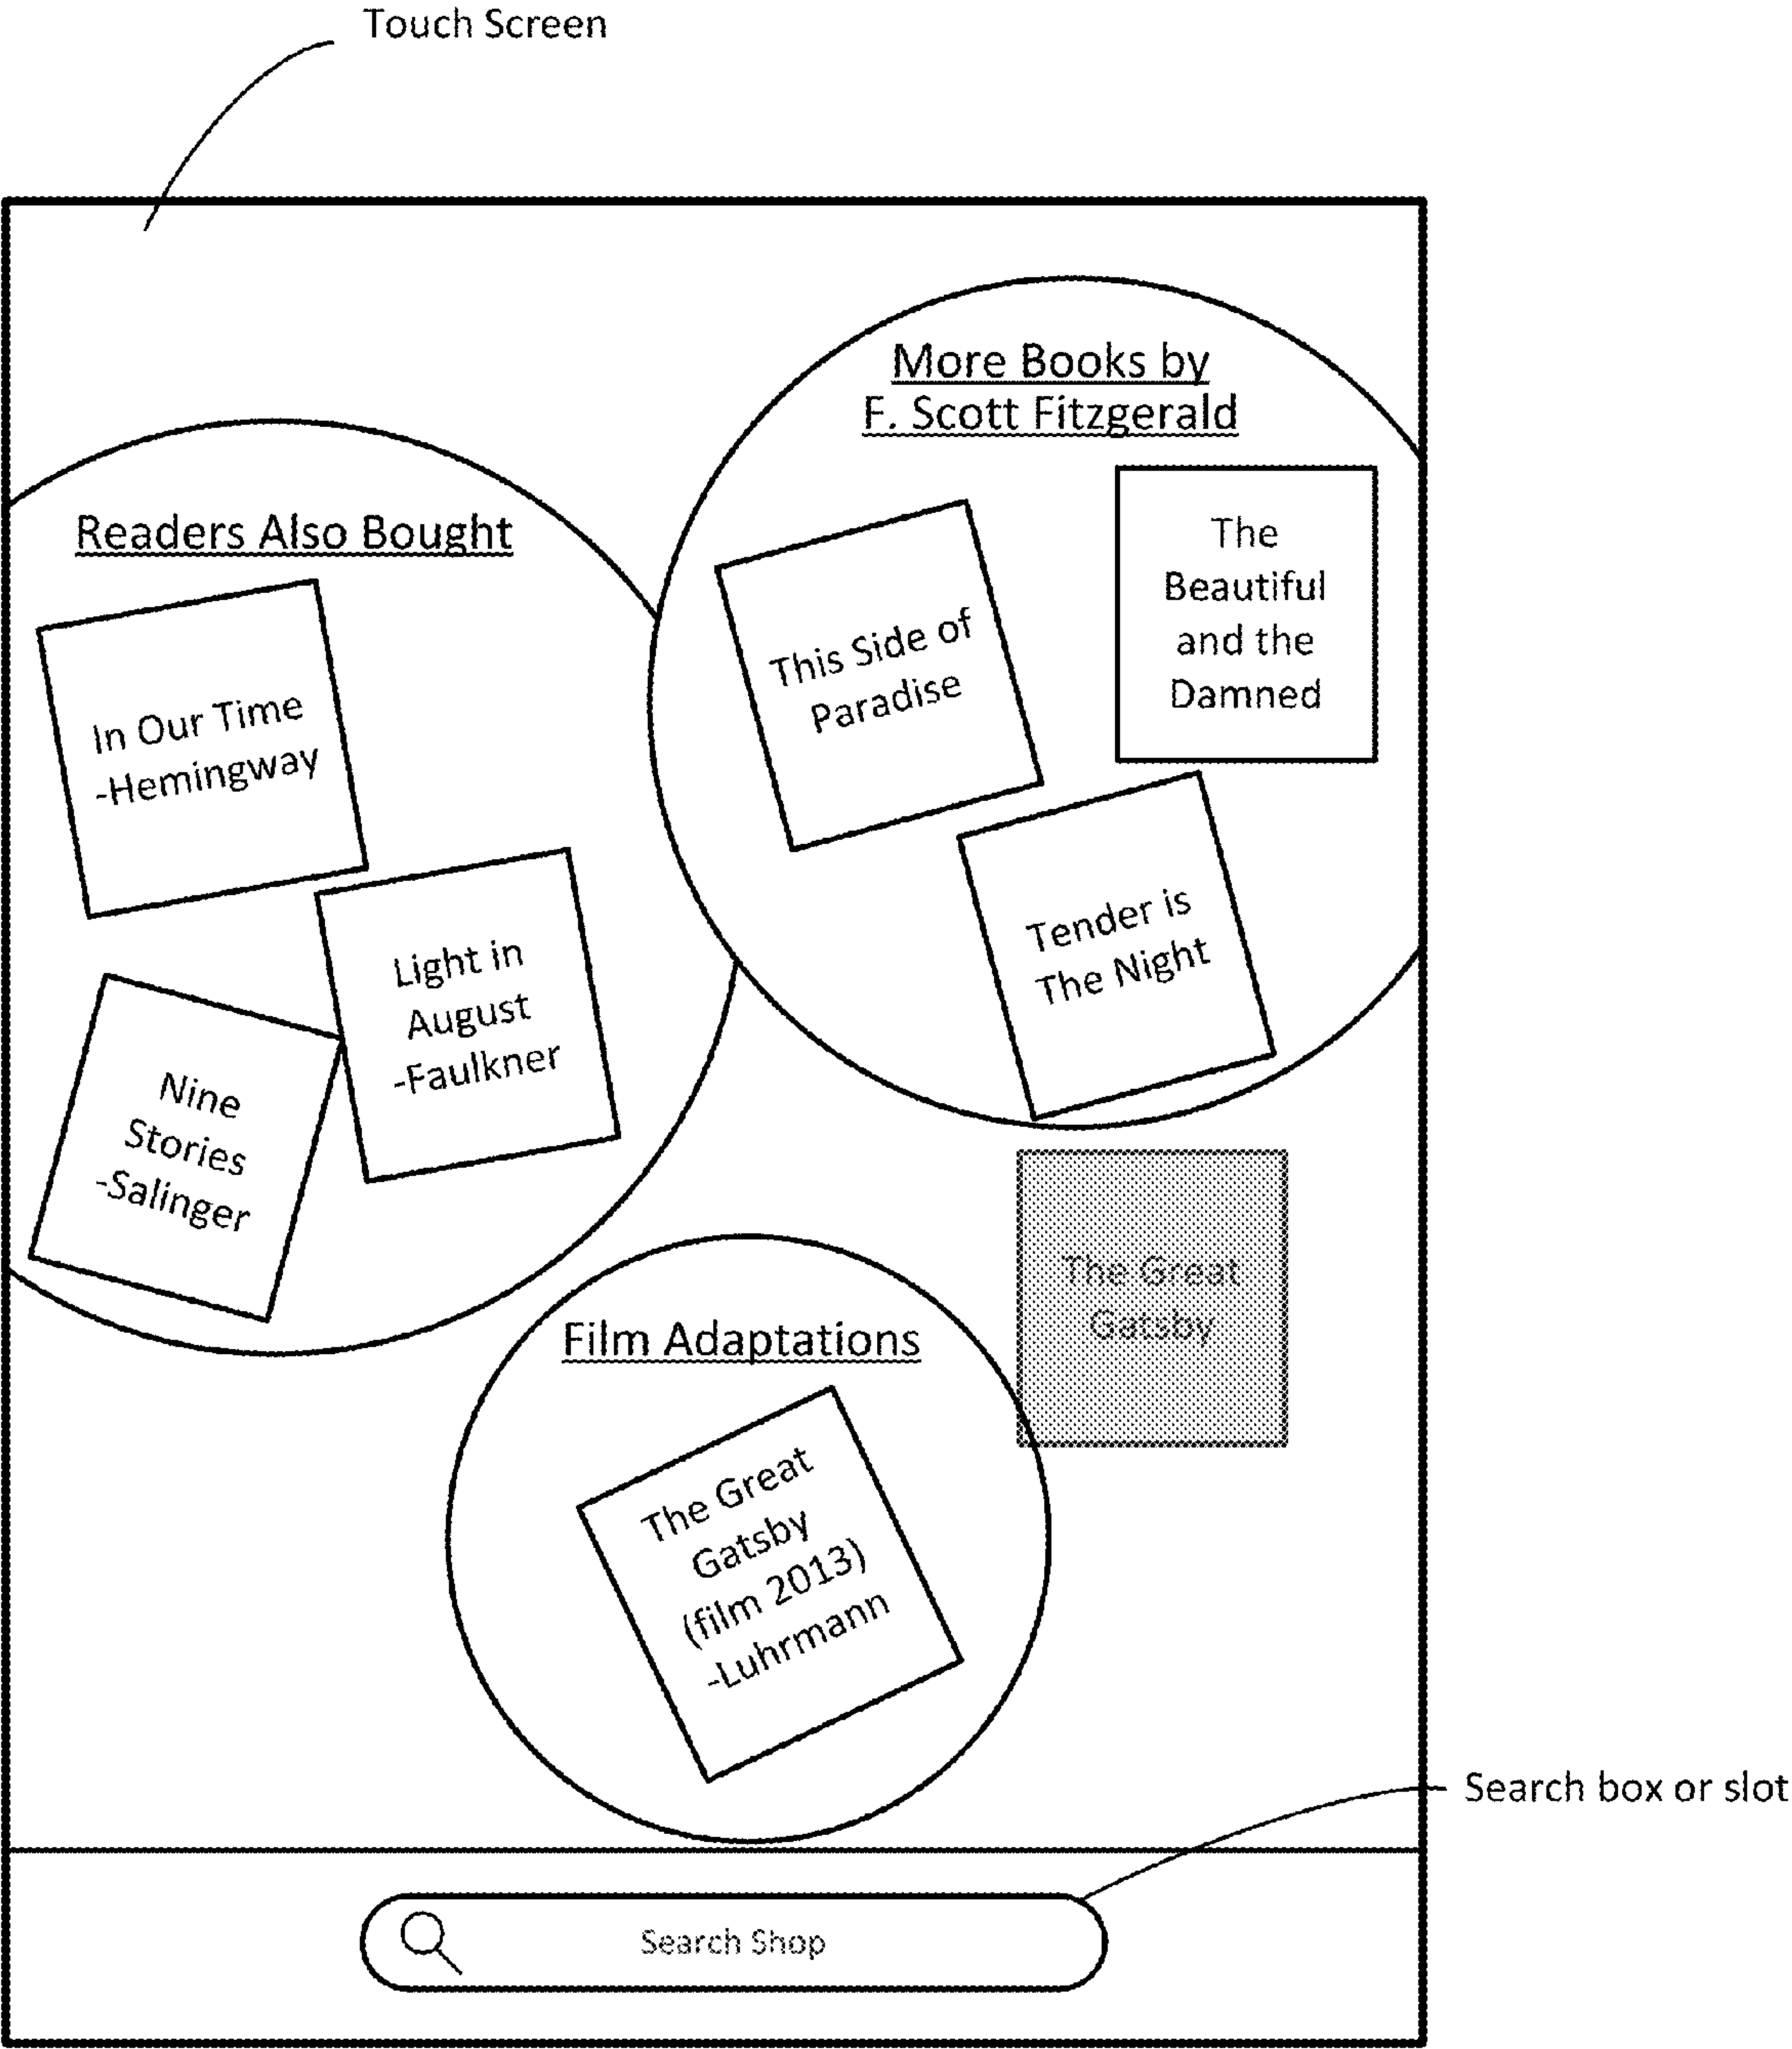 Touch Screen
More Books by
F. Scott Fitzgerald
The
Beautiful
and the
Damned
This Side of
Paradise
Tender is
The Night
Readers Also Bought
In Our Time
-Hemingway
Light in
August
-Faulkner
Nine
Stories
-Salinger
The Great
Gatsby
Film Adaptations
The Great
Gatsby
(film 2013)
-Luhrmann
Search box or slot
Search Shop